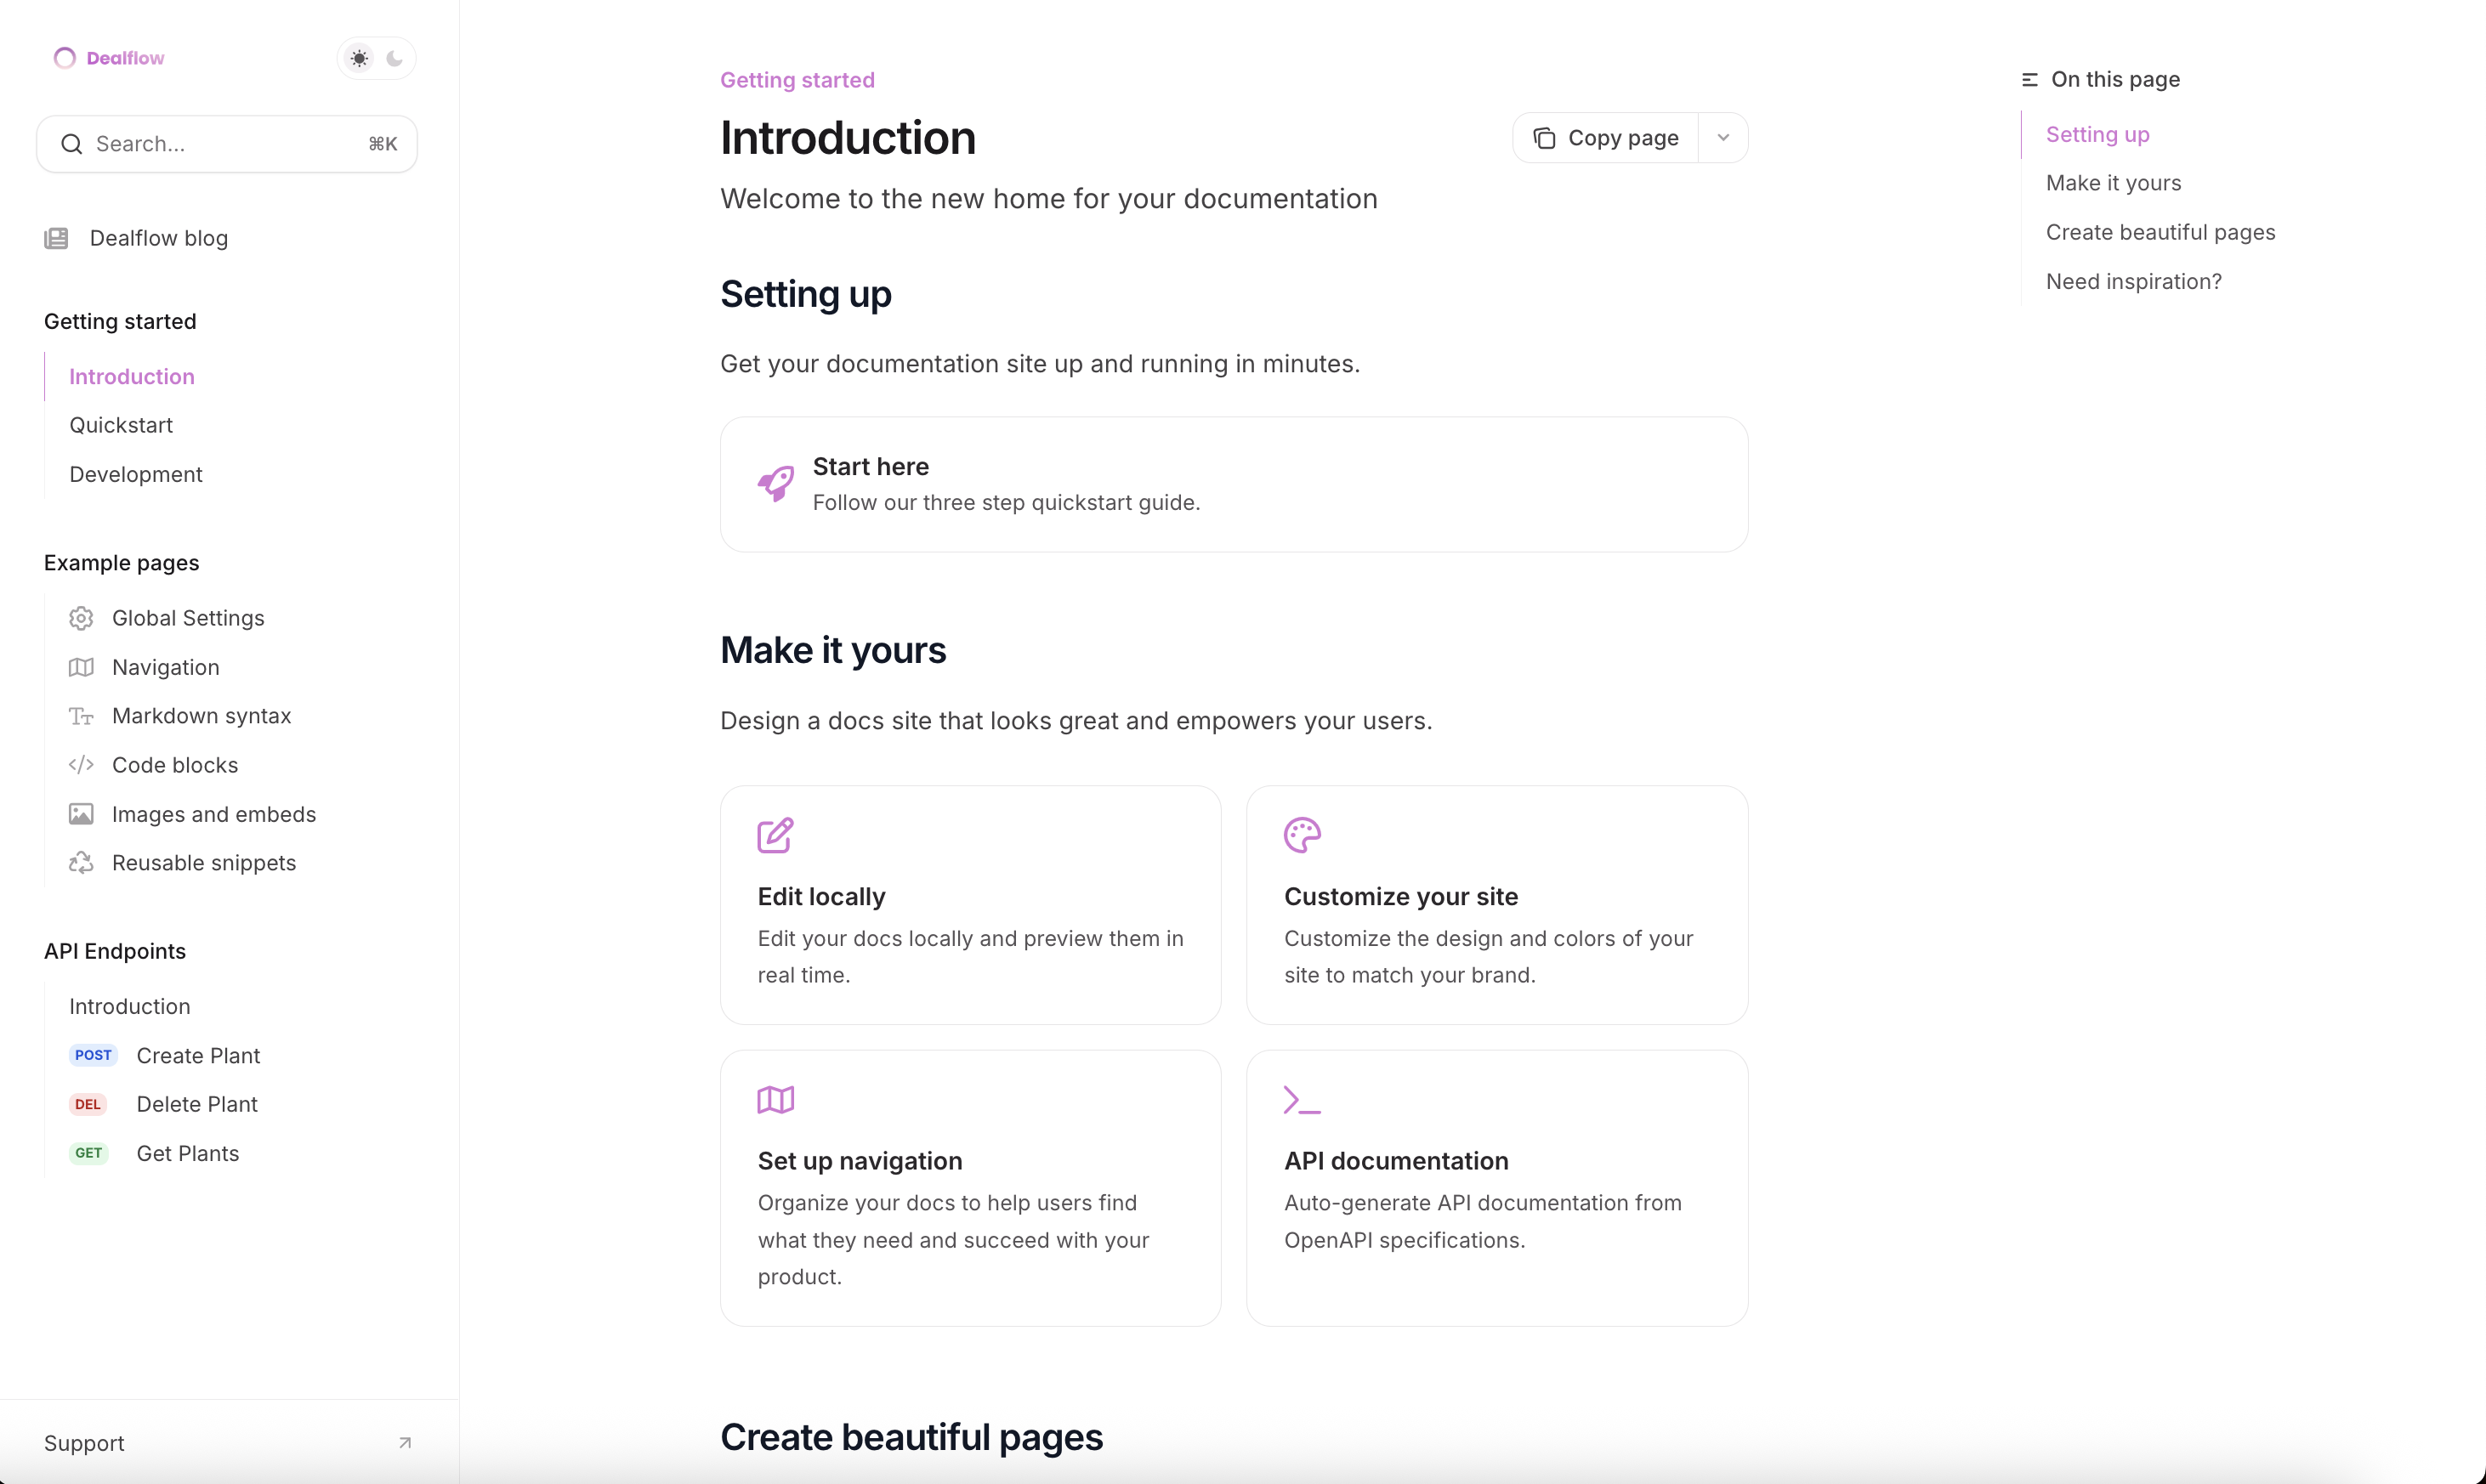 Dealflow
Search...
⌘K
Dealflow blog
Getting started
Introduction
Quickstart
Development
Example pages
Global Settings
Navigation
Markdown syntax
Code blocks
Images and embeds
Reusable snippets
API Endpoints
Introduction
POST Create Plant
DEL Delete Plant
GET Get Plants
Support
Getting started
Introduction
Copy page
Welcome to the new home for your documentation
Setting up
Get your documentation site up and running in minutes.
Start here
Follow our three step quickstart guide.
Make it yours
Design a docs site that looks great and empowers your users.
Edit locally
Edit your docs locally and preview them in
real time.
Customize your site
Customize the design and colors of your
site to match your brand.
Set up navigation
Organize your docs to help users find
what they need and succeed with your
product.
API documentation
Auto-generate API documentation from
OpenAPI specifications.
Create beautiful pages
On this page
Setting up
Make it yours
Create beautiful pages
Need inspiration?